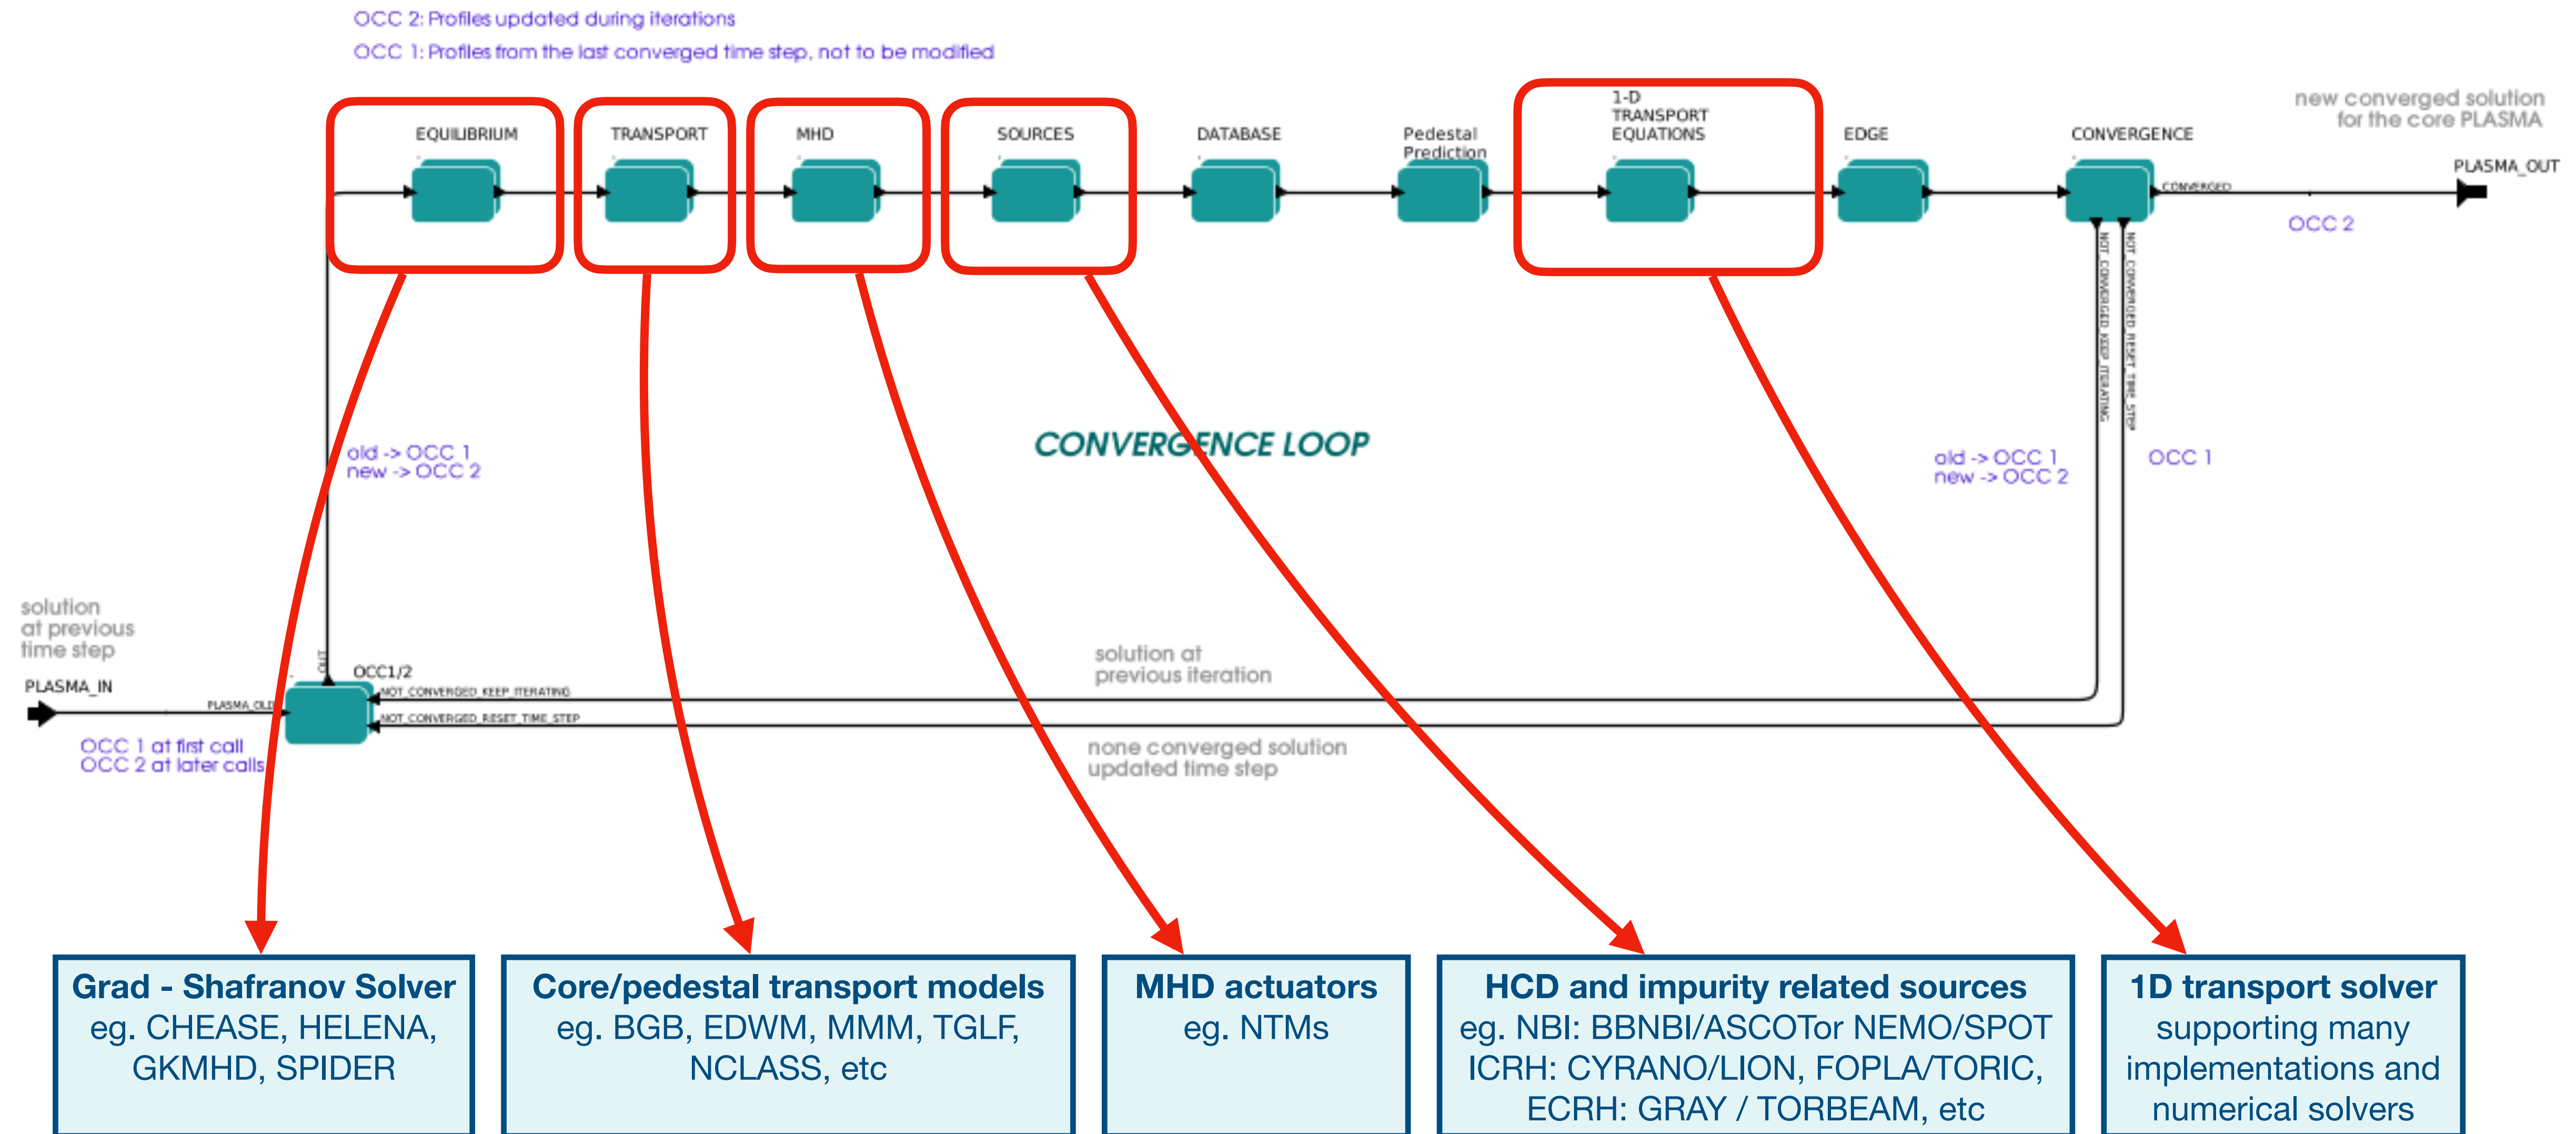 OCC 2: Profiles updated during iterations
OCC 1: Profiles from the last converged time step, not to be modified
EQUILIBRIUM
TRANSPORT
MHD
SOURCES
DATABASE
Pedestal
Prediction
1-D
TRANSPORT
EQUATIONS
EDGE
CONVERGENCE
new converged solution
for the core PLASMA
PLASMA_OUT
CONVERGED
OCC 2
NOT_CONVERGED_KEEP_ITERATING
NOT_CONVERGED_RESET_TIME_STEP
CONVERGENCE LOOP
old -> OCC 1
new -> OCC 2
old -> OCC 1
new -> OCC 2
OCC 1
solution
at previous
time step
PLASMA_IN
PLASMA_OLD
OUT
OCC1/2
NOT_CONVERGED_KEEP_ITERATING
NOT_CONVERGED_RESET_TIME_STEP
solution at
previous iteration
none converged solution
updated time step
OCC 1 at first call
OCC 2 at later calls
Grad - Shafranov Solver
eg. CHEASE, HELENA,
GKMHD, SPIDER
Core/pedestal transport models
eg. BGB, EDWM, MMM, TGLF,
NCLASS, etc
MHD actuators
eg. NTMs
HCD and impurity related sources
eg. NBI: BBNBI/ASCOTor NEMO/SPOT
ICRH: CYRANO/LION, FOPLA/TORIC,
ECRH: GRAY / TORBEAM, etc
1D transport solver
supporting many
implementations and
numerical solvers